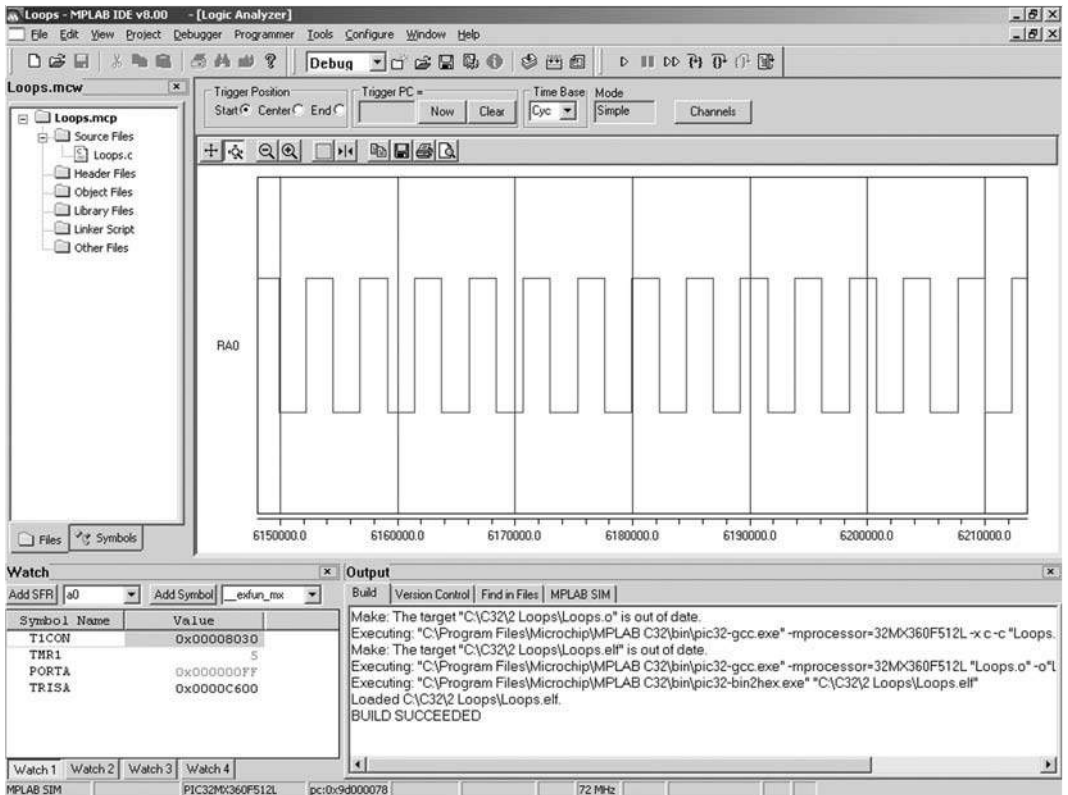 Loops - MPLAB IDE v8.00 - [Logic Analyzer]
File Edit View Project Debugger Programmer Tools Configure Window Help
Debug
Loops.mcw
Loops.mcp
Source Files
Loops.c
Header Files
Object Files
Library Files
Linker Script
Other Files
Files Symbols
Trigger Position
Start Center End
Trigger PC =
Now Clear
Time Base
Cyc
Mode
Simple
Channels
RA0
6150000.0 6160000.0 6170000.0 6180000.0 6190000.0 6200000.0 6210000.0
Watch
Add SFR a0 Add Symbol __exfun_mx
Symbol Name Value
T1CON 0x00008030
TMR1 5
PORTA 0x000000FF
TRISA 0x0000C600
Watch 1 Watch 2 Watch 3 Watch 4
Output
Build Version Control Find in Files MPLAB SIM
Make: The target "C:\C32\2 Loops\Loops.o" is out of date.
Executing: "C:\Program Files\Microchip\MPLAB C32\bin\pic32-gcc.exe" -mprocessor=32MX360F512L -x c -c "Loops.
Make: The target "C:\C32\2 Loops\Loops.elf" is out of date.
Executing: "C:\Program Files\Microchip\MPLAB C32\bin\pic32-gcc.exe" -mprocessor=32MX360F512L "Loops.o" -o"L
Executing: "C:\Program Files\Microchip\MPLAB C32\bin\pic32-bin2hex.exe" "C:\C32\2 Loops\Loops.elf"
Loaded C:\C32\2 Loops\Loops.elf.
BUILD SUCCEEDED
MPLAB SIM PIC32MX360F512L pc:0x9d000078 72 MHz